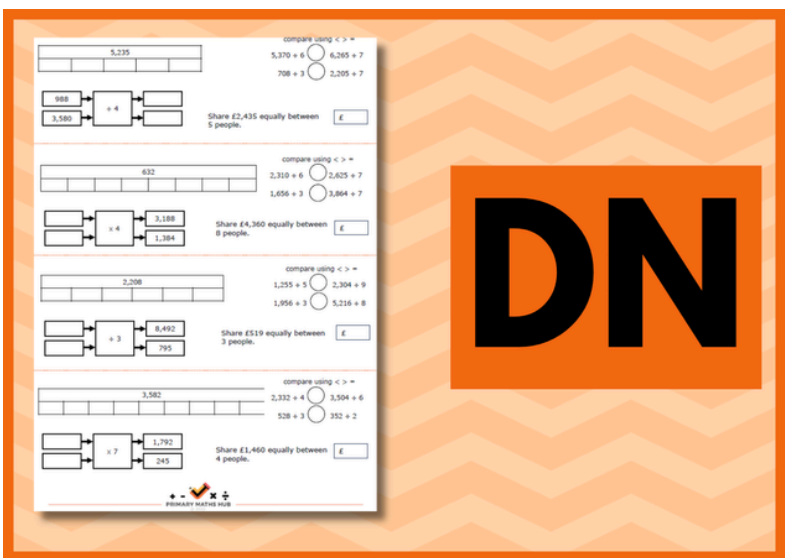 compare using < > =
5,235
5,370 ÷ 6 6,265 ÷ 7
708 ÷ 3 2,205 ÷ 7
988
÷ 4
3,580
Share £2,435 equally between
5 people.
£
compare using < > =
632
2,310 ÷ 6 2,625 ÷ 7
1,656 ÷ 3 3,864 ÷ 7
3,188
× 4
1,384
Share £4,360 equally between
8 people.
£
compare using < > =
2,208
1,255 ÷ 5 2,304 ÷ 9
1,956 ÷ 3 5,216 ÷ 8
8,492
÷ 3
795
Share £519 equally between
3 people.
£
compare using < > =
3,582
2,332 ÷ 4 3,504 ÷ 6
528 ÷ 3 352 ÷ 2
1,792
× 7
245
Share £1,460 equally between
4 people.
£
+ - × ÷
PRIMARY MATHS HUB
DN